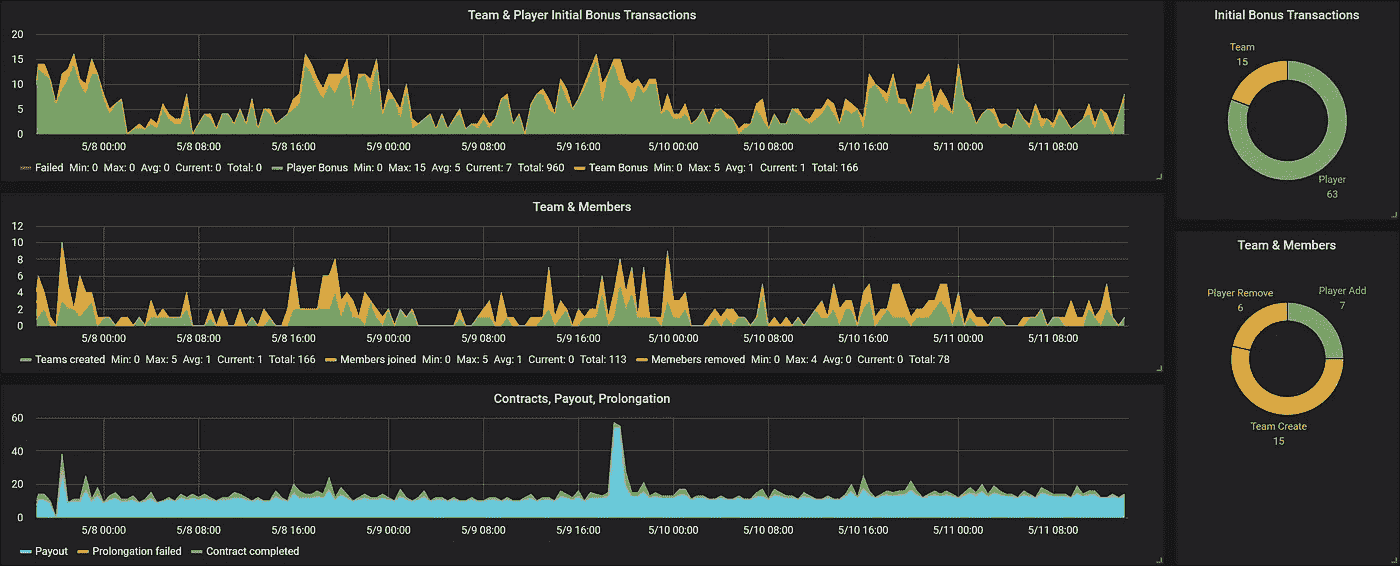 Team & Player Initial Bonus Transactions
20
15
10
5
0
5/8 00:00 5/8 08:00 5/8 16:00 5/9 00:00 5/9 08:00 5/9 16:00 5/10 00:00 5/10 08:00 5/10 16:00 5/11 00:00 5/11 08:00
Failed Min: 0 Max: 0 Avg: 0 Current: 0 Total: 0 Player Bonus Min: 0 Max: 15 Avg: 5 Current: 7 Total: 960 Team Bonus Min: 0 Max: 5 Avg: 1 Current: 1 Total: 166
Initial Bonus Transactions
Team
15
Player
63
Team & Members
12
10
8
6
4
2
0
5/8 00:00 5/8 08:00 5/8 16:00 5/9 00:00 5/9 08:00 5/9 16:00 5/10 00:00 5/10 08:00 5/10 16:00 5/11 00:00 5/11 08:00
Teams created Min: 0 Max: 5 Avg: 1 Current: 1 Total: 166 Members joined Min: 0 Max: 5 Avg: 1 Current: 0 Total: 113 Memebers removed Min: 0 Max: 4 Avg: 0 Current: 0 Total: 78
Team & Members
Player Remove
6
Player Add
7
Team Create
15
Contracts, Payout, Prolongation
60
40
20
0
5/8 00:00 5/8 08:00 5/8 16:00 5/9 00:00 5/9 08:00 5/9 16:00 5/10 00:00 5/10 08:00 5/10 16:00 5/11 00:00 5/11 08:00
Payout Prolongation failed Contract completed